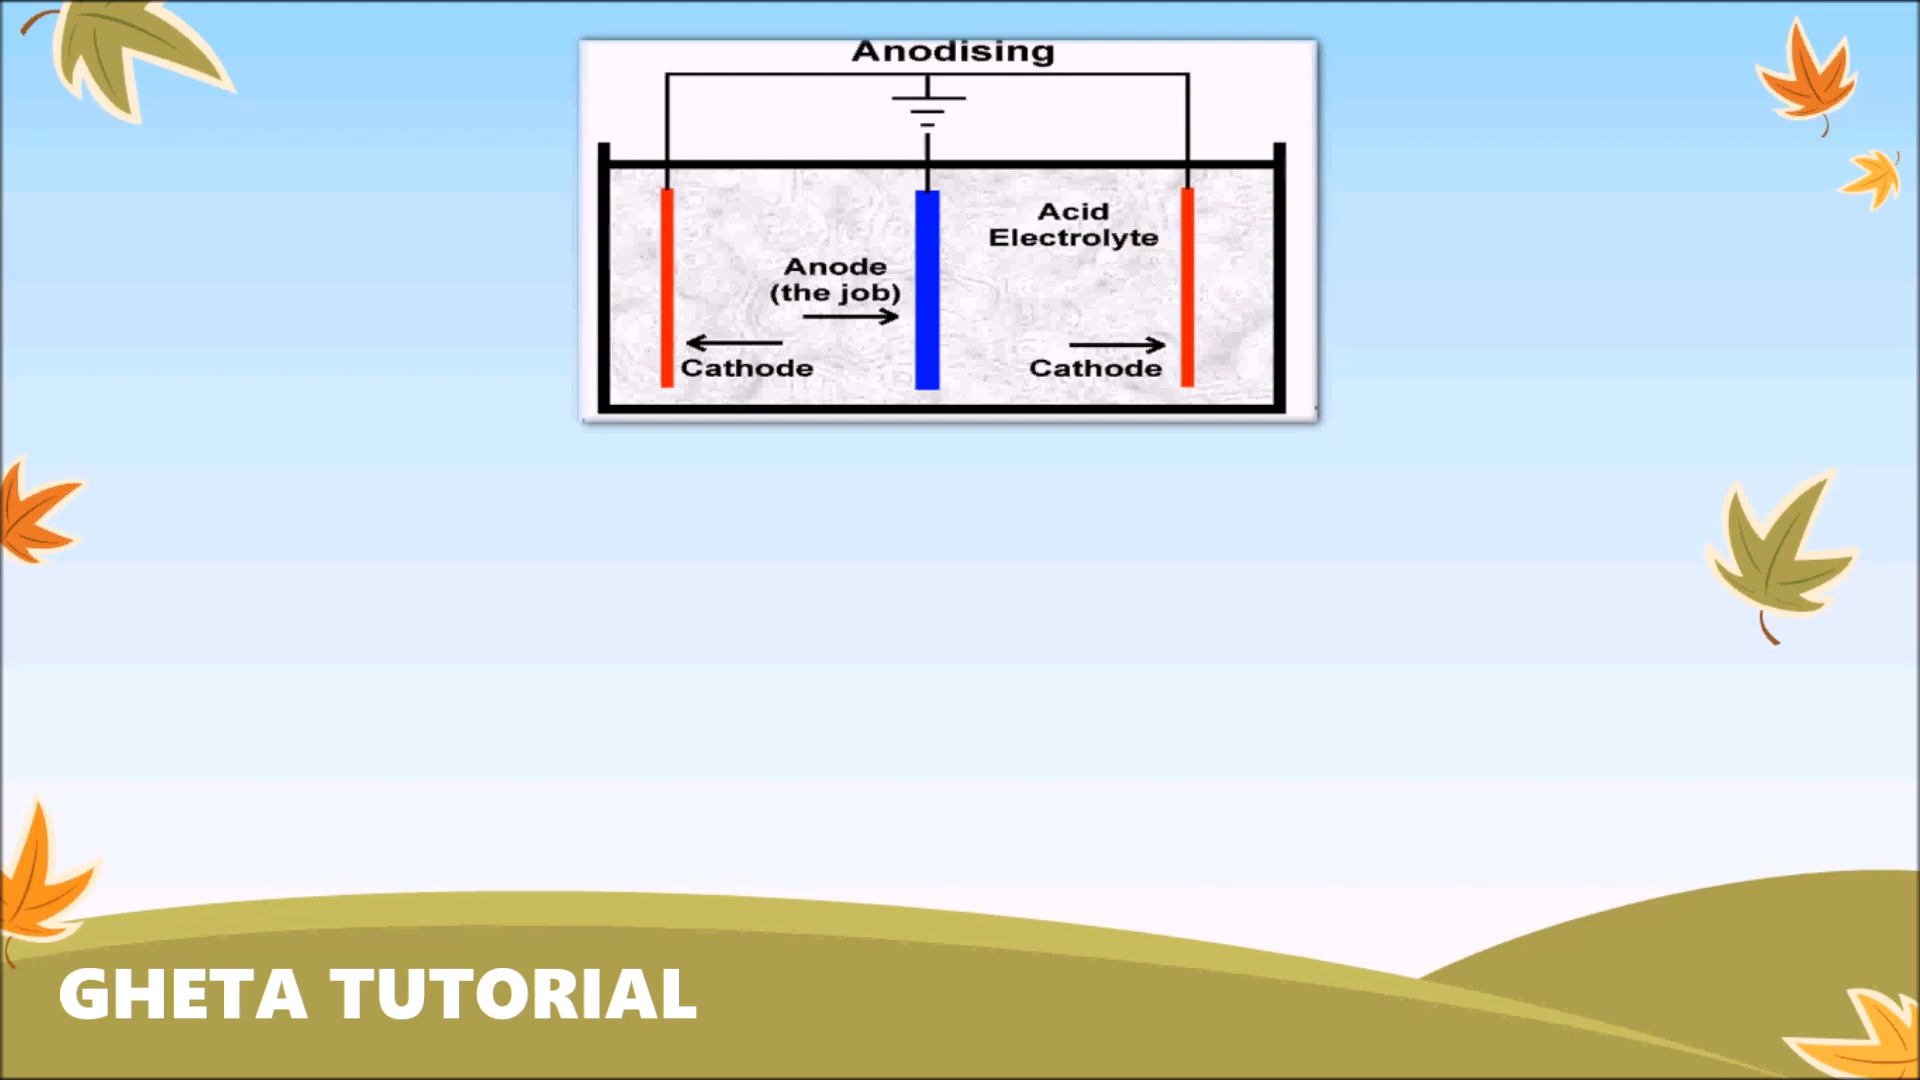 Anodising
Acid
Electrolyte
Anode
(the job)
Cathode
Cathode
GHETA TUTORIAL